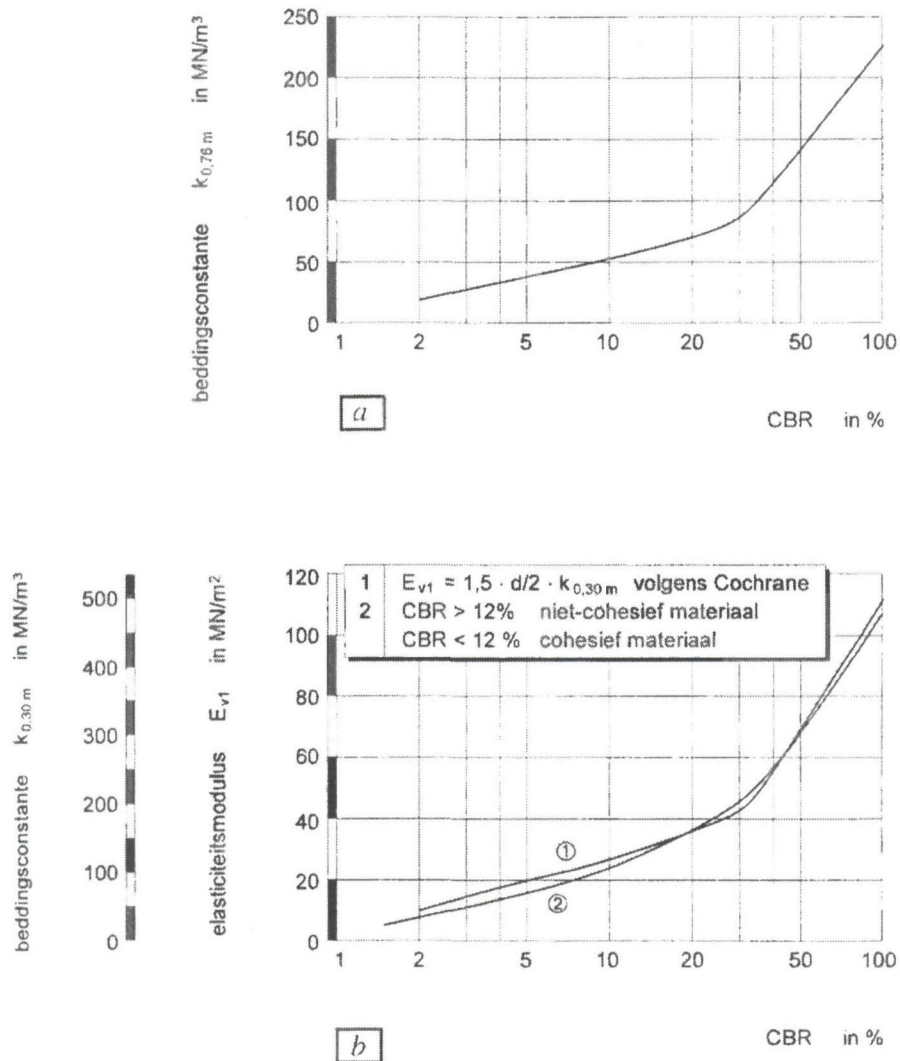 beddingsconstante k0,76 m in MN/m³
250
200
150
100
50
0
1 2 5 10 20 50 100
a
CBR in %
beddingsconstante k0,30 m in MN/m³
500
400
300
200
100
0
elasticiteitsmodulus Ev1 in MN/m²
120
100
80
60
40
20
0
1 Ev1 = 1,5 · d/2 · k0,30 m volgens Cochrane
2 CBR > 12% niet-cohesief materiaal
CBR < 12 % cohesief materiaal
①
②
1 2 5 10 20 50 100
b
CBR in %